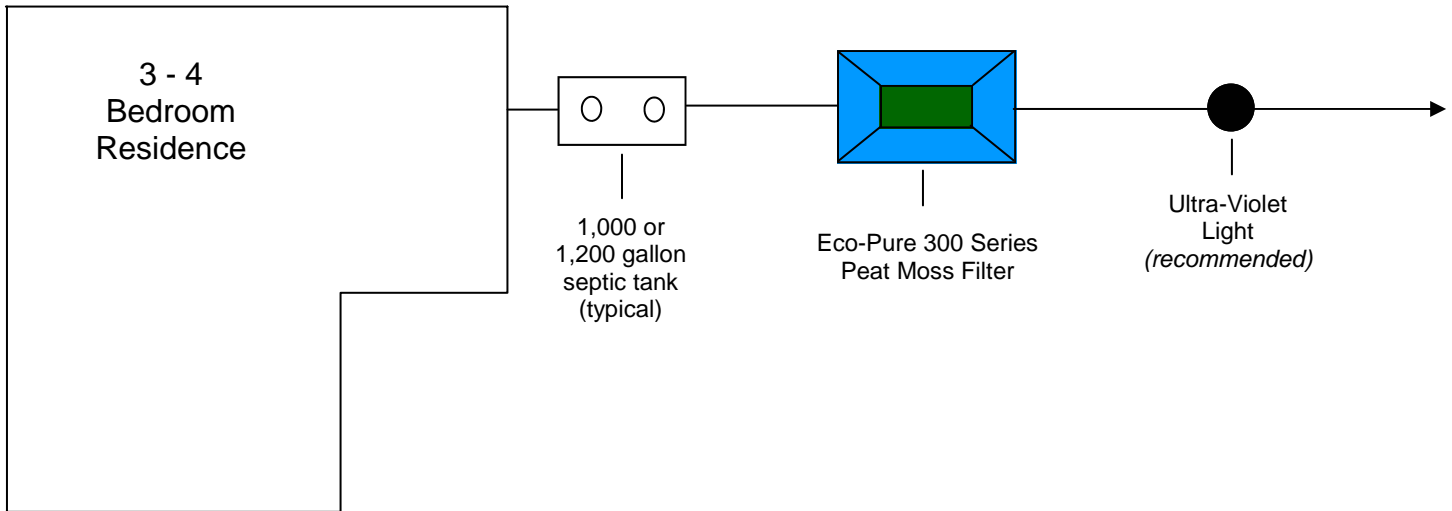 3 - 4
Bedroom
Residence
1,000 or
1,200 gallon
septic tank
(typical)
Eco-Pure 300 Series
Peat Moss Filter
Ultra-Violet
Light
(recommended)